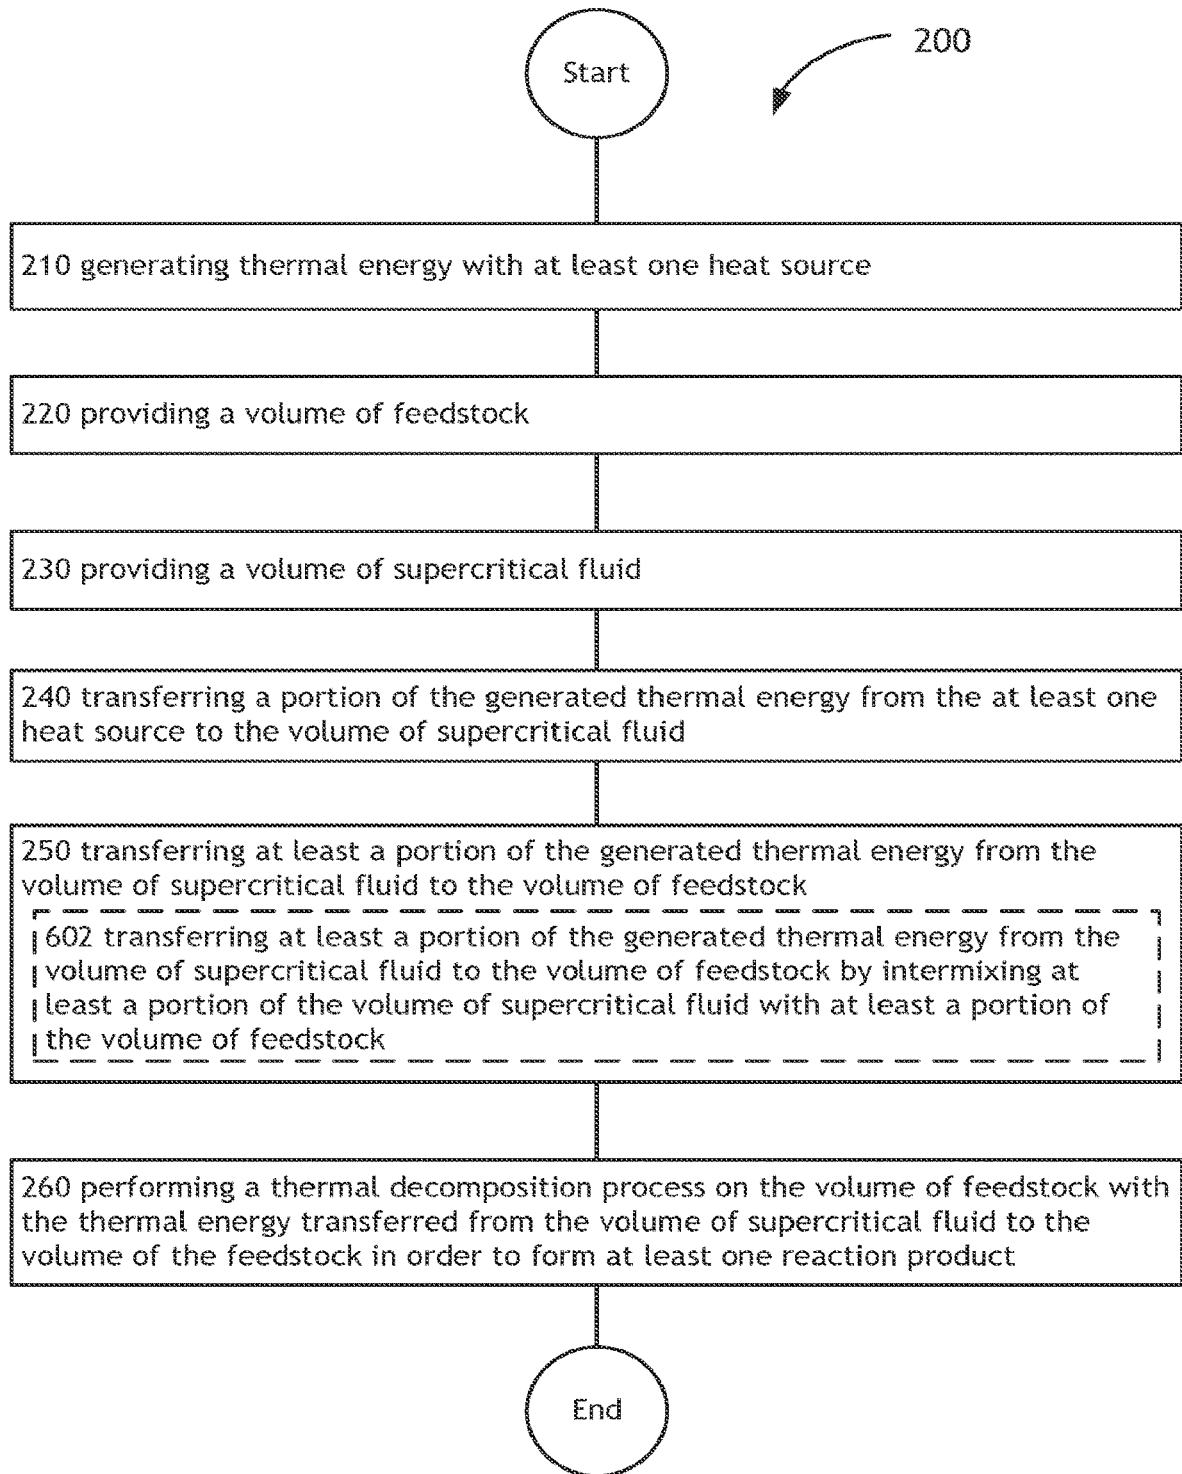 Start
200
210 generating thermal energy with at least one heat source
220 providing a volume of feedstock
230 providing a volume of supercritical fluid
240 transferring a portion of the generated thermal energy from the at least one
heat source to the volume of supercritical fluid
250 transferring at least a portion of the generated thermal energy from the
volume of supercritical fluid to the volume of feedstock
602 transferring at least a portion of the generated thermal energy from the
volume of supercritical fluid to the volume of feedstock by intermixing at
least a portion of the volume of supercritical fluid with at least a portion of
the volume of feedstock
260 performing a thermal decomposition process on the volume of feedstock with
the thermal energy transferred from the volume of supercritical fluid to the
volume of the feedstock in order to form at least one reaction product
End